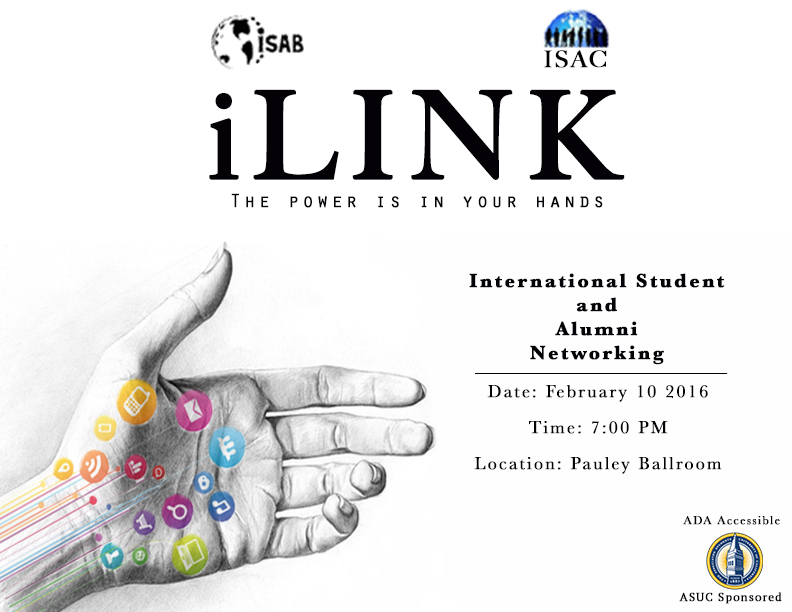 iSAB
ISAC
iLINK
THE POWER IS IN YOUR HANDS
International Student
and
Alumni
Networking
Date: February 10 2016
Time: 7:00 PM
Location: Pauley Ballroom
ADA Accessible
ASUC Sponsored